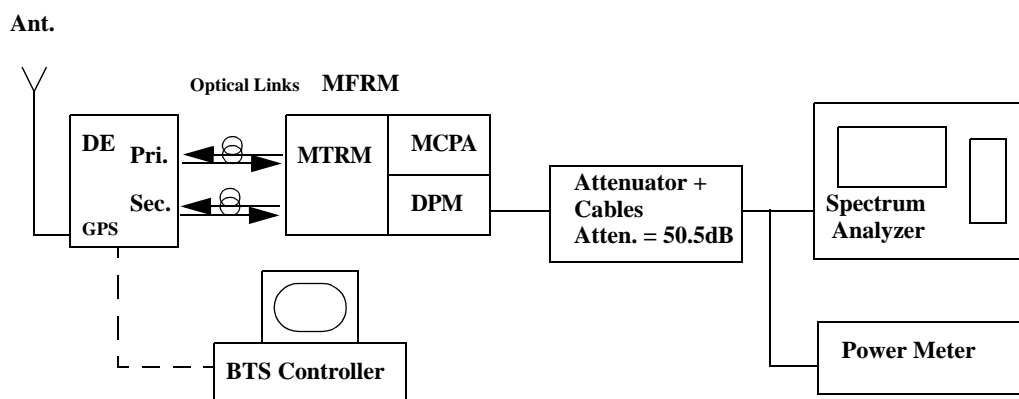 Ant.
Optical Links MFRM
DE
Pri.
Sec.
GPS
MTRM
MCPA
DPM
Attenuator +
Cables
Atten. = 50.5dB
Spectrum
Analyzer
Power Meter
BTS Controller